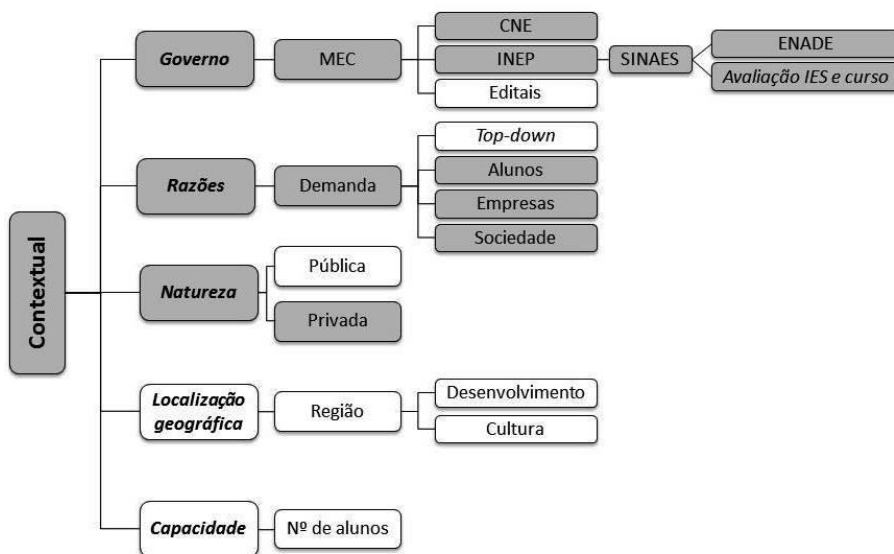 Contextual
Governo
MEC
CNE
INEP
Editais
SINAES
ENADE
Avaliação IES e curso
Razões
Demanda
Top-down
Alunos
Empresas
Sociedade
Natureza
Pública
Privada
Localização
geográfica
Região
Desenvolvimento
Cultura
Capacidade
Nº de alunos